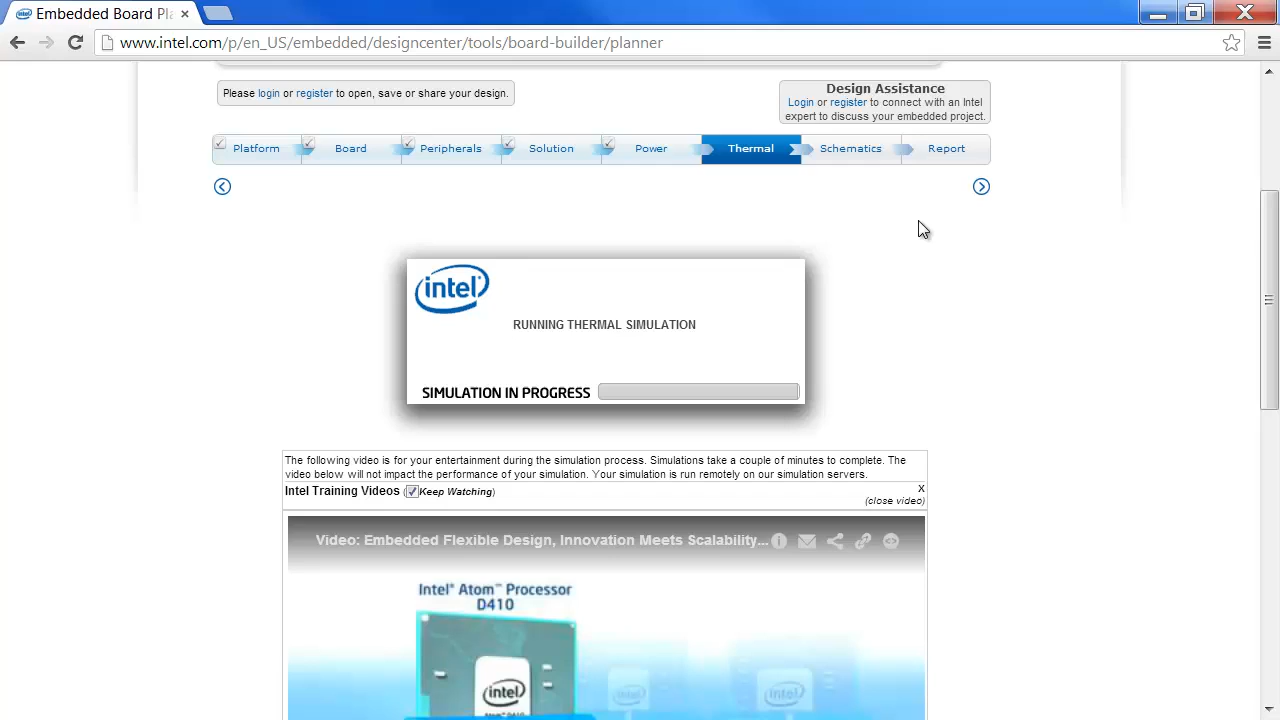 Embedded Board Pla
www.intel.com/p/en_US/embedded/designcenter/tools/board-builder/planner
Please login or register to open, save or share your design.
Design Assistance
Login or register to connect with an Intel
expert to discuss your embedded project.
Platform Board Peripherals Solution Power Thermal Schematics Report
intel
RUNNING THERMAL SIMULATION
SIMULATION IN PROGRESS
The following video is for your entertainment during the simulation process. Simulations take a couple of minutes to complete. The
video below will not impact the performance of your simulation. Your simulation is run remotely on our simulation servers.
Intel Training Videos (Keep Watching)
X
(close video)
Video: Embedded Flexible Design, Innovation Meets Scalability...
Intel® Atom™ Processor
D410
intel
intel
intel